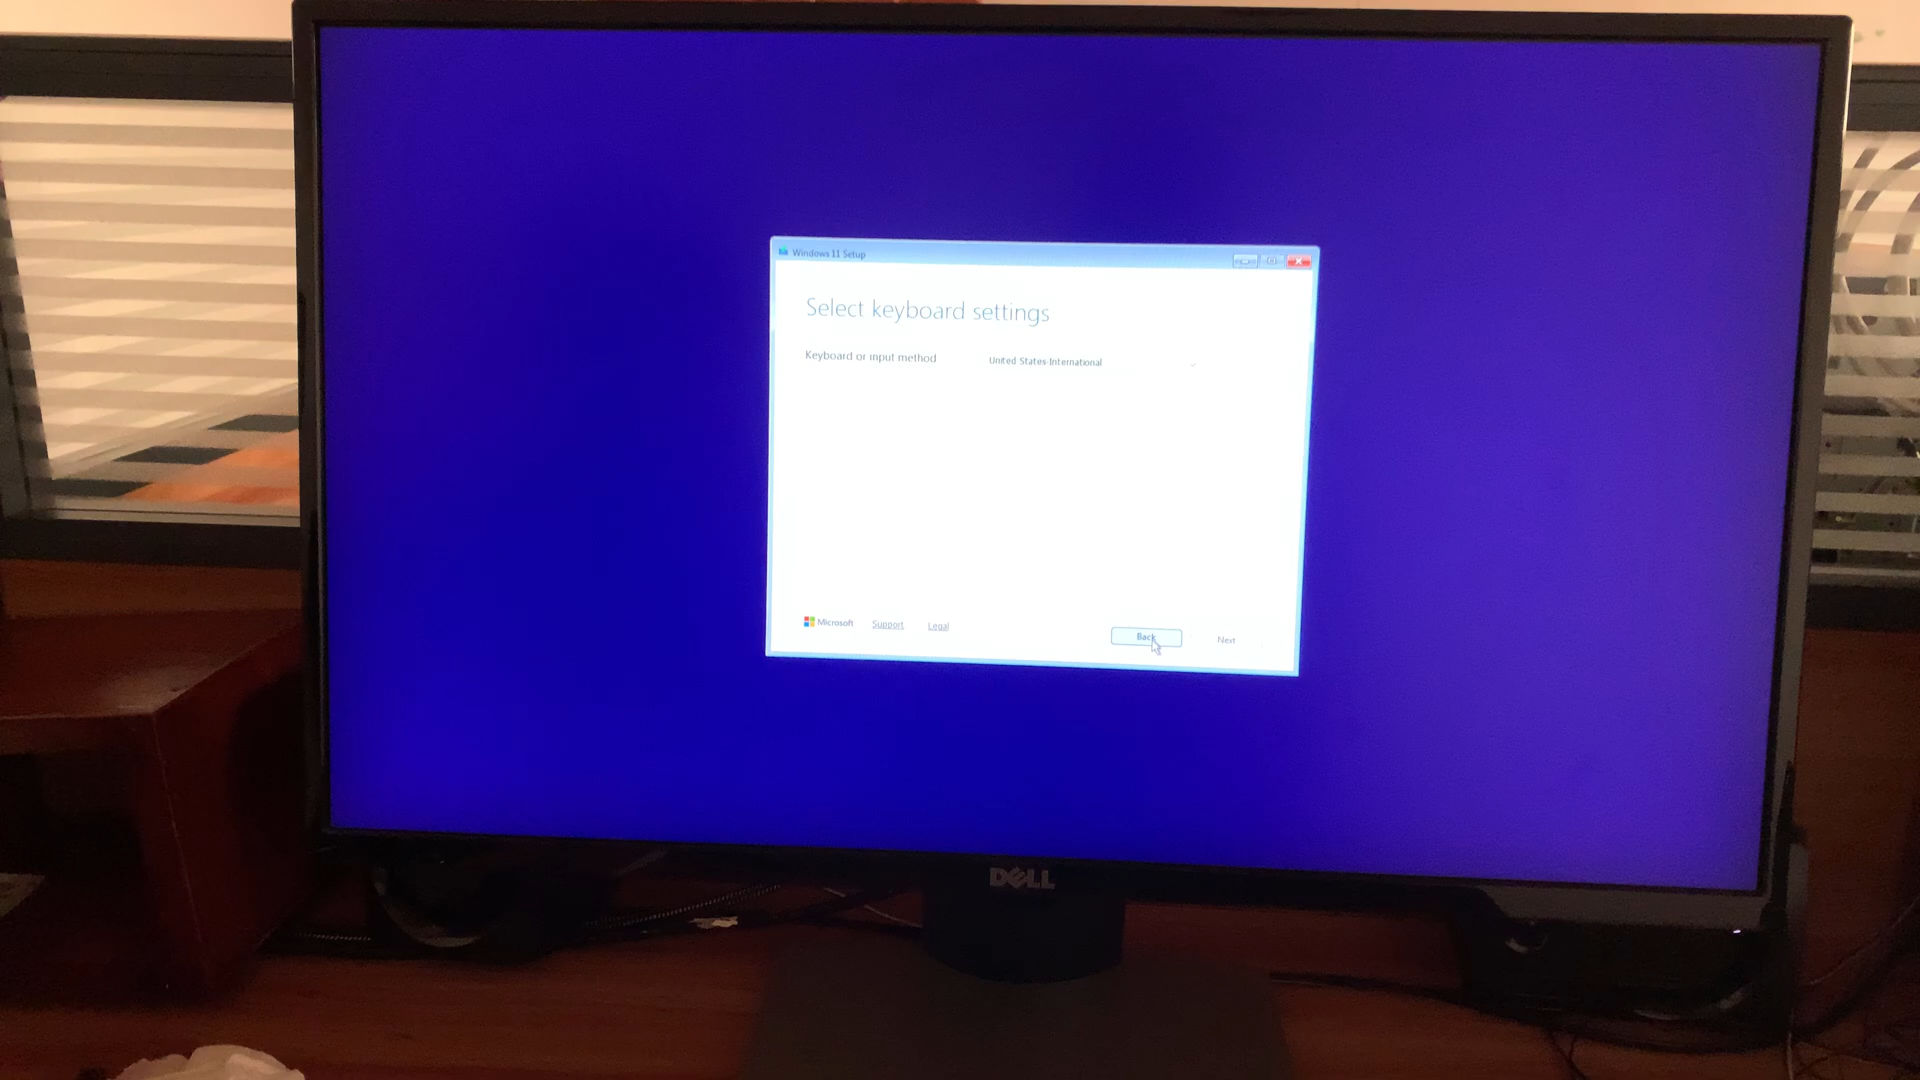 Windows 11 Setup
Select keyboard settings
Keyboard or input method United States-International
Microsoft Support Legal Back Next
DELL